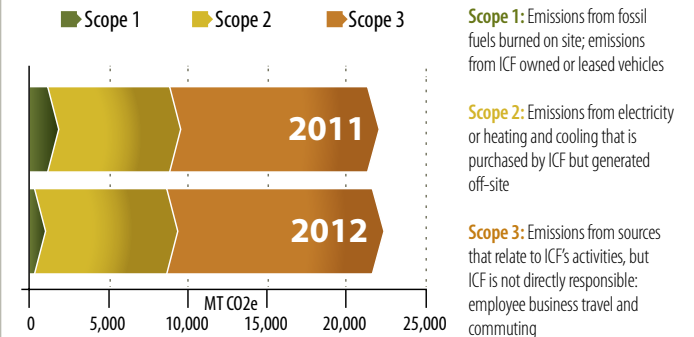 Scope 1 Scope 2 Scope 3
2011
2012
MT CO2e
0 5,000 10,000 15,000 20,000 25,000
Scope 1: Emissions from fossil
fuels burned on site; emissions
from ICF owned or leased vehicles
Scope 2: Emissions from electricity
or heating and cooling that is
purchased by ICF but generated
off-site
Scope 3: Emissions from sources
that relate to ICF's activities, but
ICF is not directly responsible:
employee business travel and
commuting